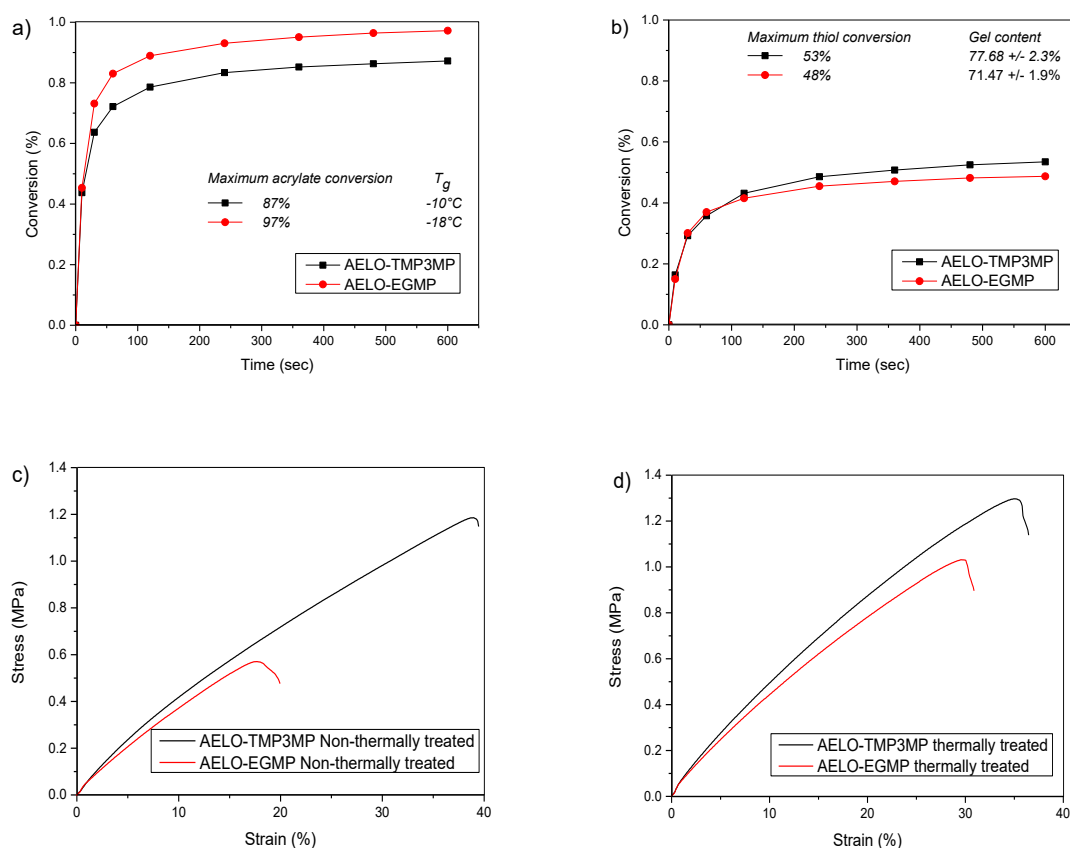 a)
1.0
0.8
0.6
0.4
0.2
0.0
Conversion (%)
Maximum acrylate conversion Tg
87% -10°C
97% -18°C
AELO-TMP3MP
AELO-EGMP
0 100 200 300 400 500 600
Time (sec)
b)
1.0
0.8
0.6
0.4
0.2
0.0
Conversion (%)
Maximum thiol conversion Gel content
53% 77.68 +/- 2.3%
48% 71.47 +/- 1.9%
AELO-TMP3MP
AELO-EGMP
0 100 200 300 400 500 600
Time (sec)
c)
1.4
1.2
1.0
0.8
0.6
0.4
0.2
0.0
Stress (MPa)
AELO-TMP3MP Non-thermally treated
AELO-EGMP Non-thermally treated
0 10 20 30 40
Strain (%)
d)
1.4
1.2
1.0
0.8
0.6
0.4
0.2
0.0
Stress (MPa)
AELO-TMP3MP thermally treated
AELO-EGMP thermally treated
0 10 20 30 40
Strain (%)